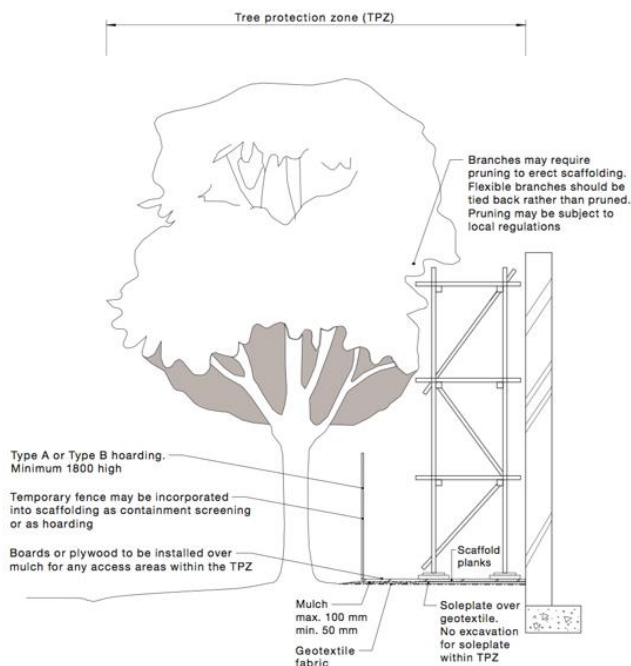 Tree protection zone (TPZ)
Branches may require
pruning to erect scaffolding.
Flexible branches should be
tied back rather than pruned.
Pruning may be subject to
local regulations
Type A or Type B hoarding.
Minimum 1800 high
Temporary fence may be incorporated
into scaffolding as containment screening
or as hoarding
Boards or plywood to be installed over
mulch for any access areas within the TPZ
Scaffold
planks
Mulch
max. 100 mm
min. 50 mm
Geotextile
fabric
Soleplate over
geotextile.
No excavation
for soleplate
within TPZ